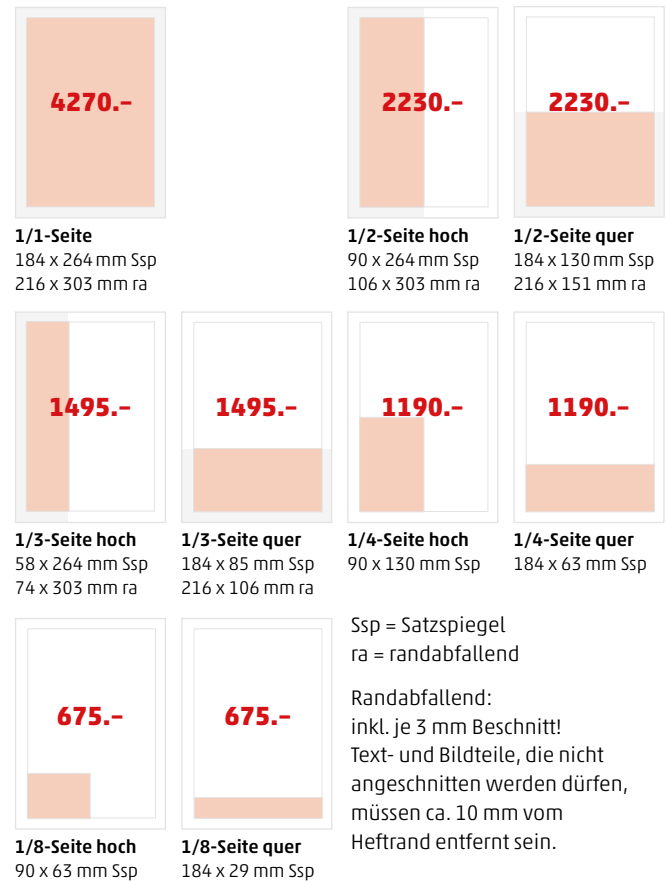 4270.–
1/1-Seite
184 x 264 mm Ssp
216 x 303 mm ra
2230.–
1/2-Seite hoch
90 x 264 mm Ssp
106 x 303 mm ra
2230.–
1/2-Seite quer
184 x 130 mm Ssp
216 x 151 mm ra
1495.–
1/3-Seite hoch
58 x 264 mm Ssp
74 x 303 mm ra
1495.–
1/3-Seite quer
184 x 85 mm Ssp
216 x 106 mm ra
1190.–
1/4-Seite hoch
90 x 130 mm Ssp
1190.–
1/4-Seite quer
184 x 63 mm Ssp
675.–
1/8-Seite hoch
90 x 63 mm Ssp
675.–
1/8-Seite quer
184 x 29 mm Ssp
Ssp = Satzspiegel
ra = randabfallend
Randabfallend:
inkl. je 3 mm Beschnitt!
Text- und Bildteile, die nicht
angeschnitten werden dürfen,
müssen ca. 10 mm vom
Heftrand entfernt sein.